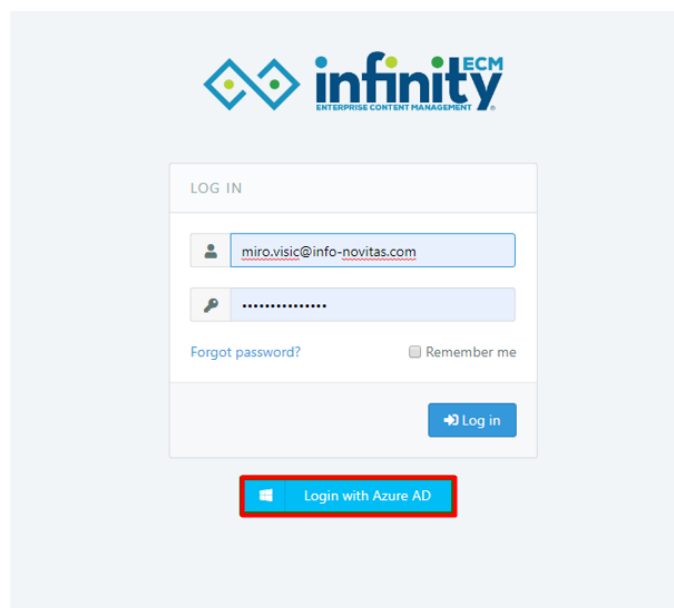 infinity ECM
ENTERPRISE CONTENT MANAGEMENT ®
LOG IN
miro.visic@info-novitas.com
•••••••••••••••
Forgot password? Remember me
Log in
Login with Azure AD